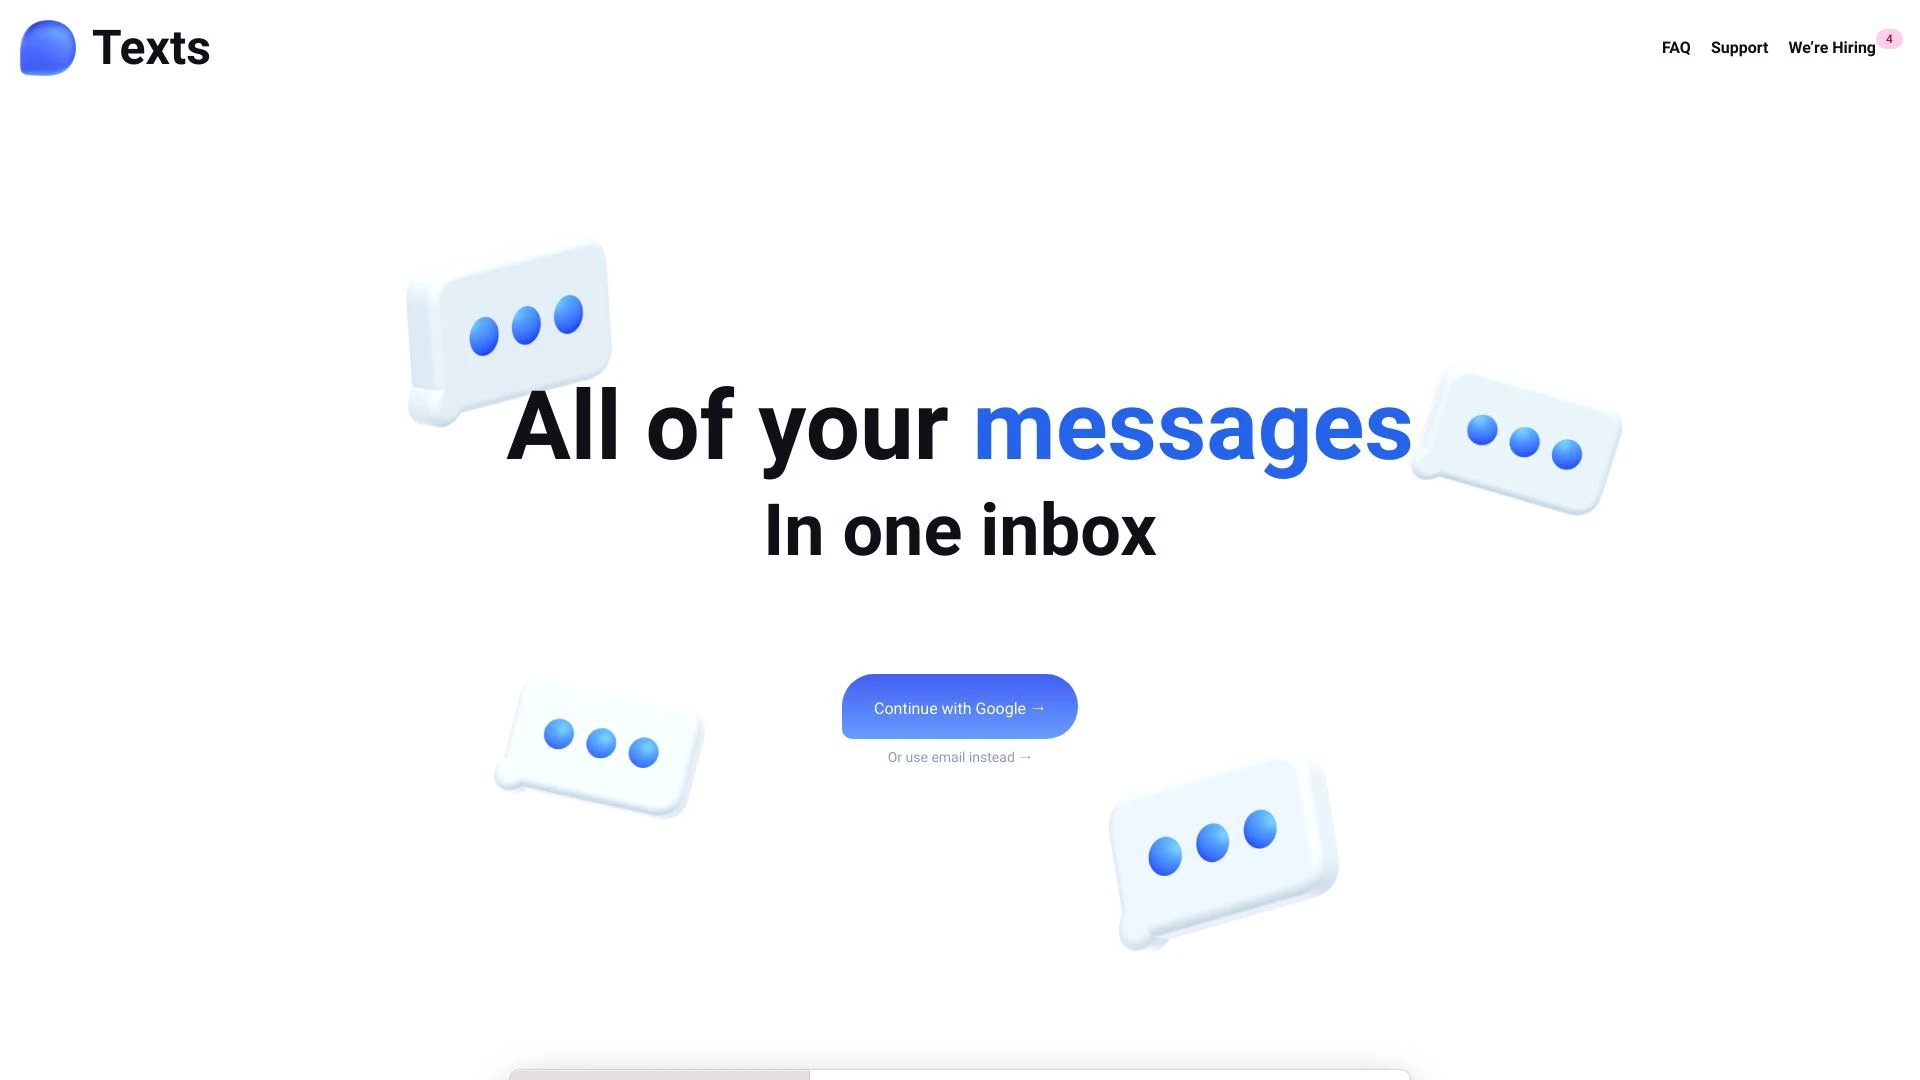 Texts
FAQ Support We’re Hiring 4
All of your messages
In one inbox
Continue with Google →
Or use email instead →